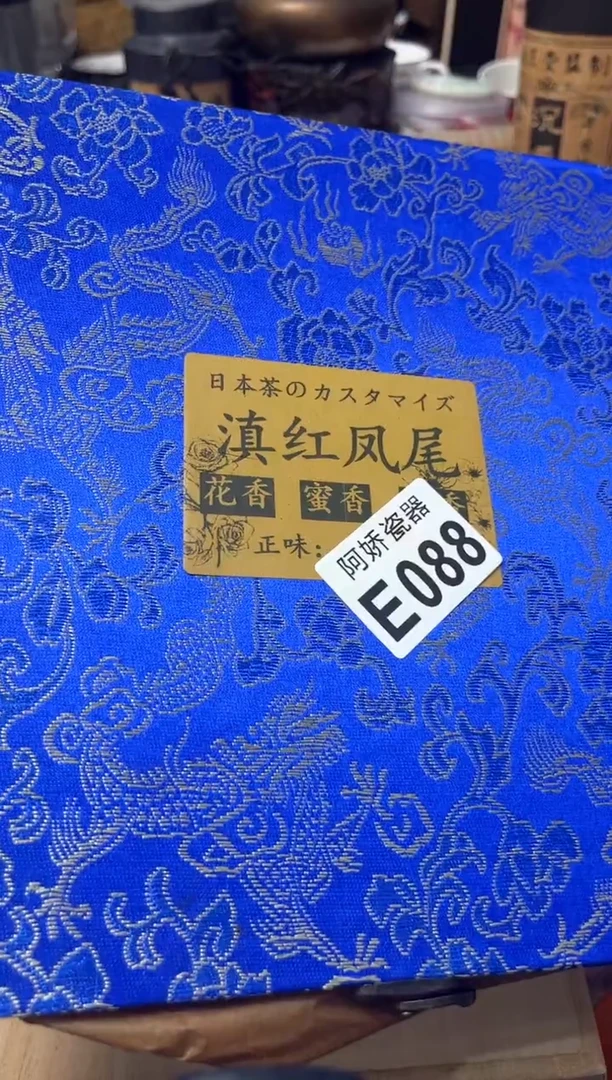 日本茶のカスタマイズ
滇红凤尾
花香 蜜香 香
正味:
阿娇瓷器
E088